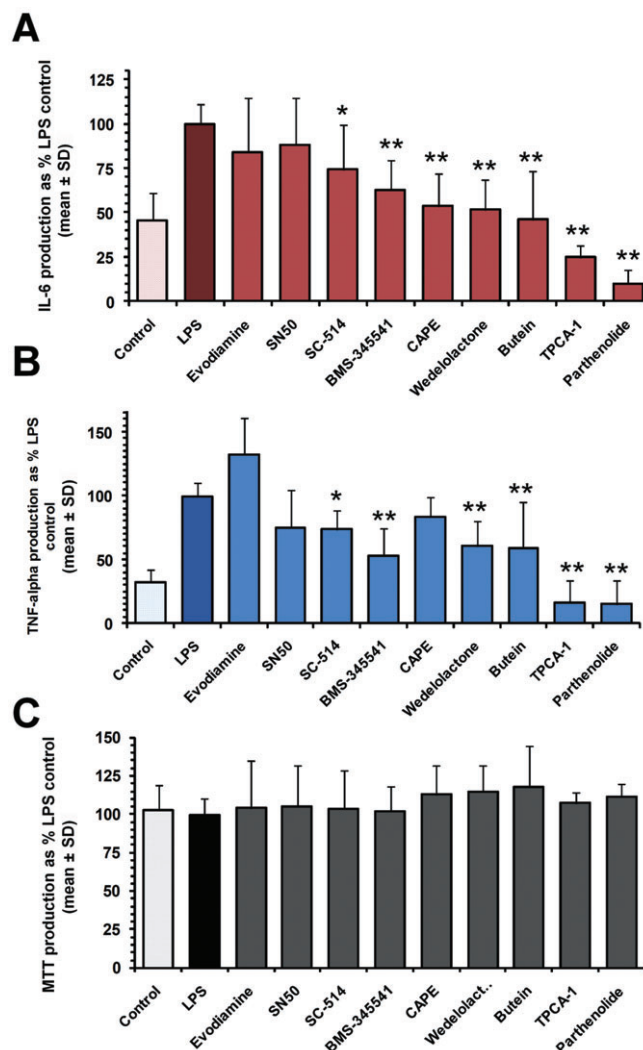 A
IL-6 production as % LPS control
(mean ± SD)
125
100
75
50
25
0
*
**
**
**
**
**
**
Control
LPS
Evodiamine
SN50
SC-514
BMS-345541
CAPE
Wedelolactone
Butein
TPCA-1
Parthenolide
B
TNF-alpha production as % LPS
control
(mean ± SD)
150
100
50
0
*
**
**
**
**
**
Control
LPS
Evodiamine
SN50
SC-514
BMS-345541
CAPE
Wedelolactone
Butein
TPCA-1
Parthenolide
C
MTT production as % LPS control
(mean ± SD)
150
125
100
75
50
25
0
Control
LPS
Evodiamine
SN50
SC-514
BMS-345541
CAPE
Wedelolact..
Butein
TPCA-1
Parthenolide